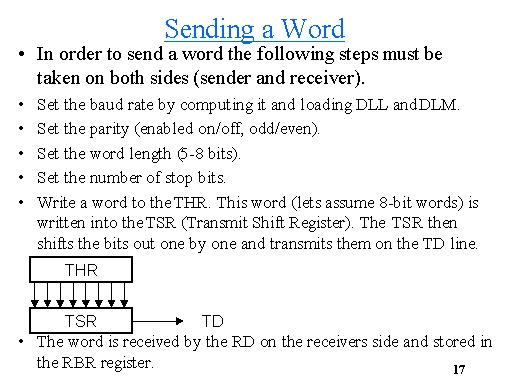 Sending a Word
• In order to send a word the following steps must be
taken on both sides (sender and receiver).
• Set the baud rate by computing it and loading DLL and DLM.
• Set the parity (enabled on/off, odd/even).
• Set the word length (5-8 bits).
• Set the number of stop bits.
• Write a word to the THR. This word (lets assume 8-bit words) is
written into the TSR (Transmit Shift Register). The TSR then
shifts the bits out one by one and transmits them on the TD line.
THR
TSR TD
• The word is received by the RD on the receivers side and stored in
the RBR register.
17